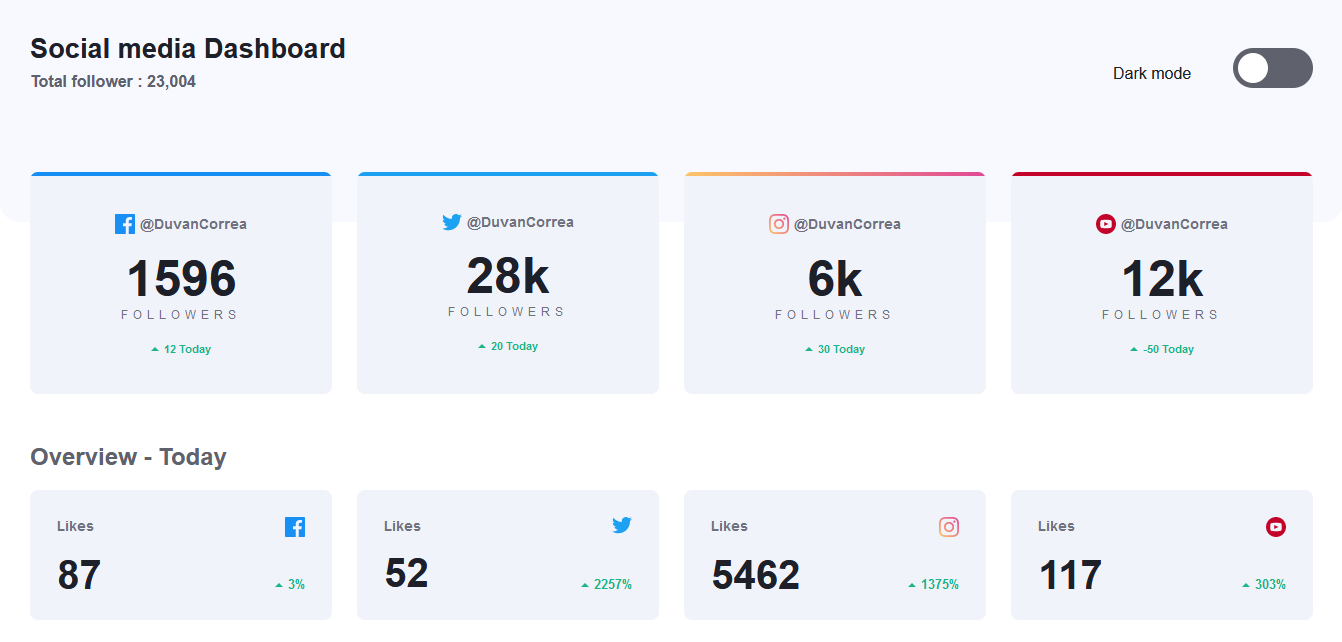 Social media Dashboard
Total follower : 23,004
Dark mode
@DuvanCorrea
1596
FOLLOWERS
12 Today
@DuvanCorrea
28k
FOLLOWERS
20 Today
@DuvanCorrea
6k
FOLLOWERS
30 Today
@DuvanCorrea
12k
FOLLOWERS
-50 Today
Overview - Today
Likes
87
3%
Likes
52
2257%
Likes
5462
1375%
Likes
117
303%